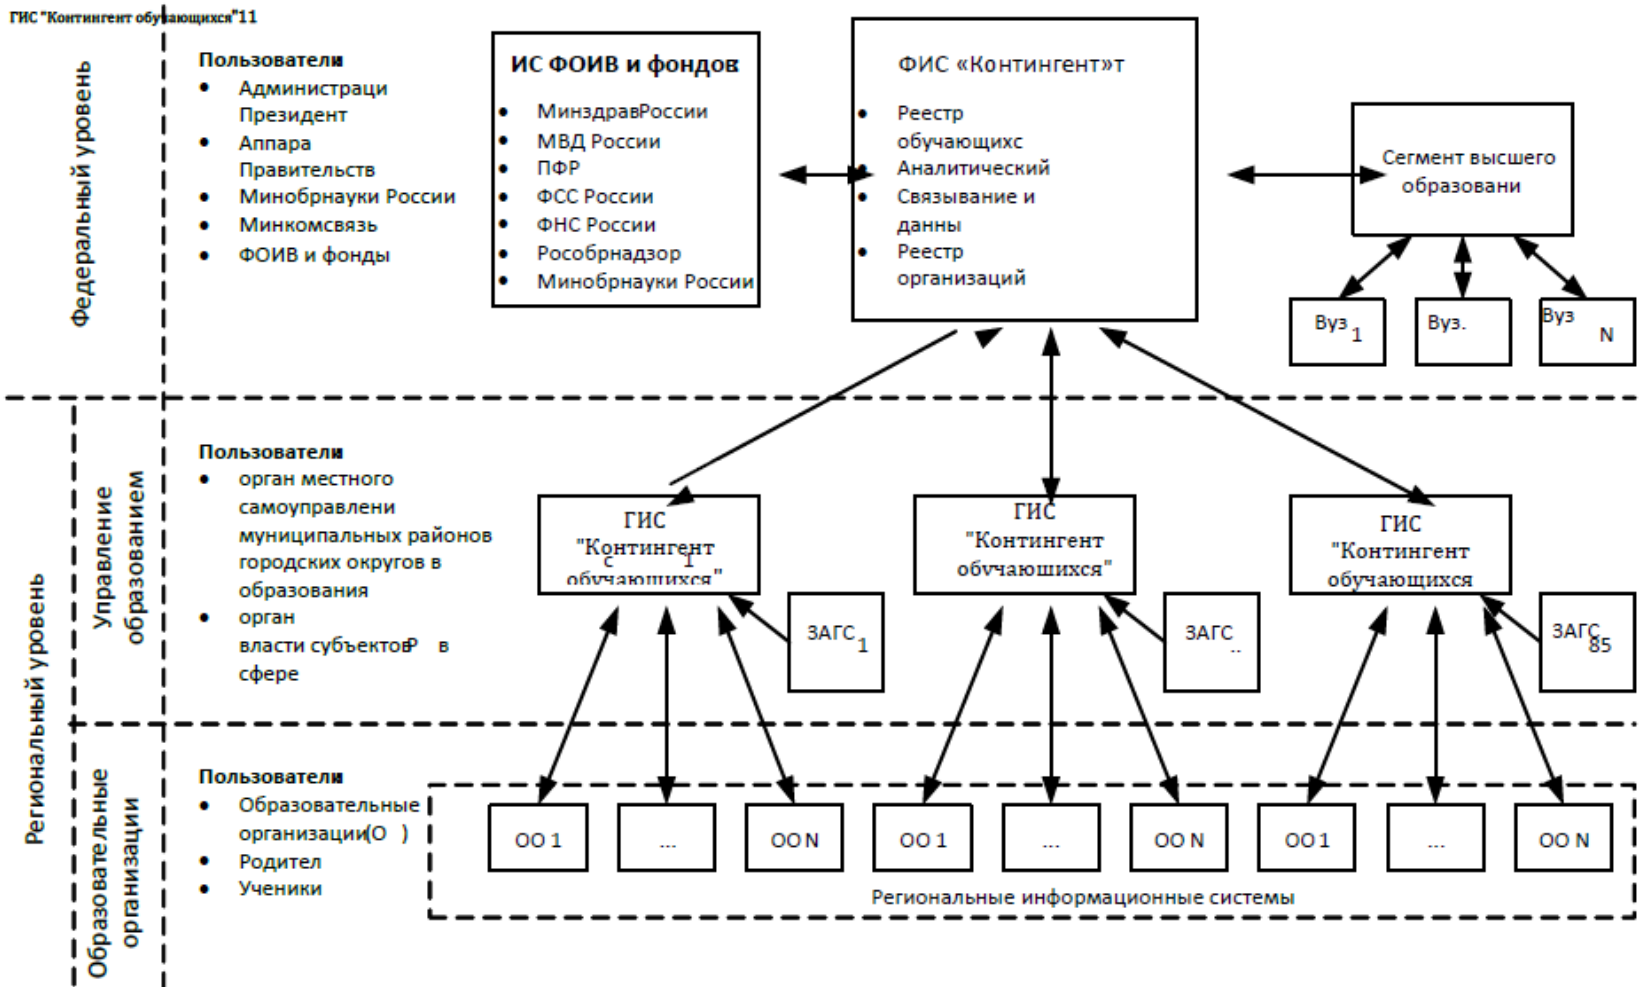 ГИС "Контингент обучающихся"11
Федеральный уровень
Пользователи
Администраци
Президент
Аппара
Правительств
Минобрнауки России
Минкомсвязь
ФОИВ и фонды
ИС ФОИВ и фондов
МинздравРоссии
МВД России
ПФР
ФСС России
ФНС России
Рособрнадзор
Минобрнауки России
ФИС «Контингент»т
Реестр
обучающихс
Аналитический
Связывание и
данны
Реестр
организаций
Сегмент высшего
образовани
Вуз 1
Вуз.
Вуз N
Региональный уровень
Управление
образованием
Пользователи
орган местного
самоуправлени
муниципальных районов
городских округов в
образования
орган
власти субъектов Р в
сфере
ГИС
"Контингент
с 1
обучающихся"
ЗАГС 1
ГИС
"Контингент
обучающихся"
ЗАГС ..
ГИС
"Контингент
обучающихся
ЗАГС 85
Образовательные
организации
Пользователи
Образовательные
организации(О )
Родител
Ученики
ОО 1
...
ОО N
ОО 1
...
ОО N
ОО 1
...
ОО N
Региональные информационные системы